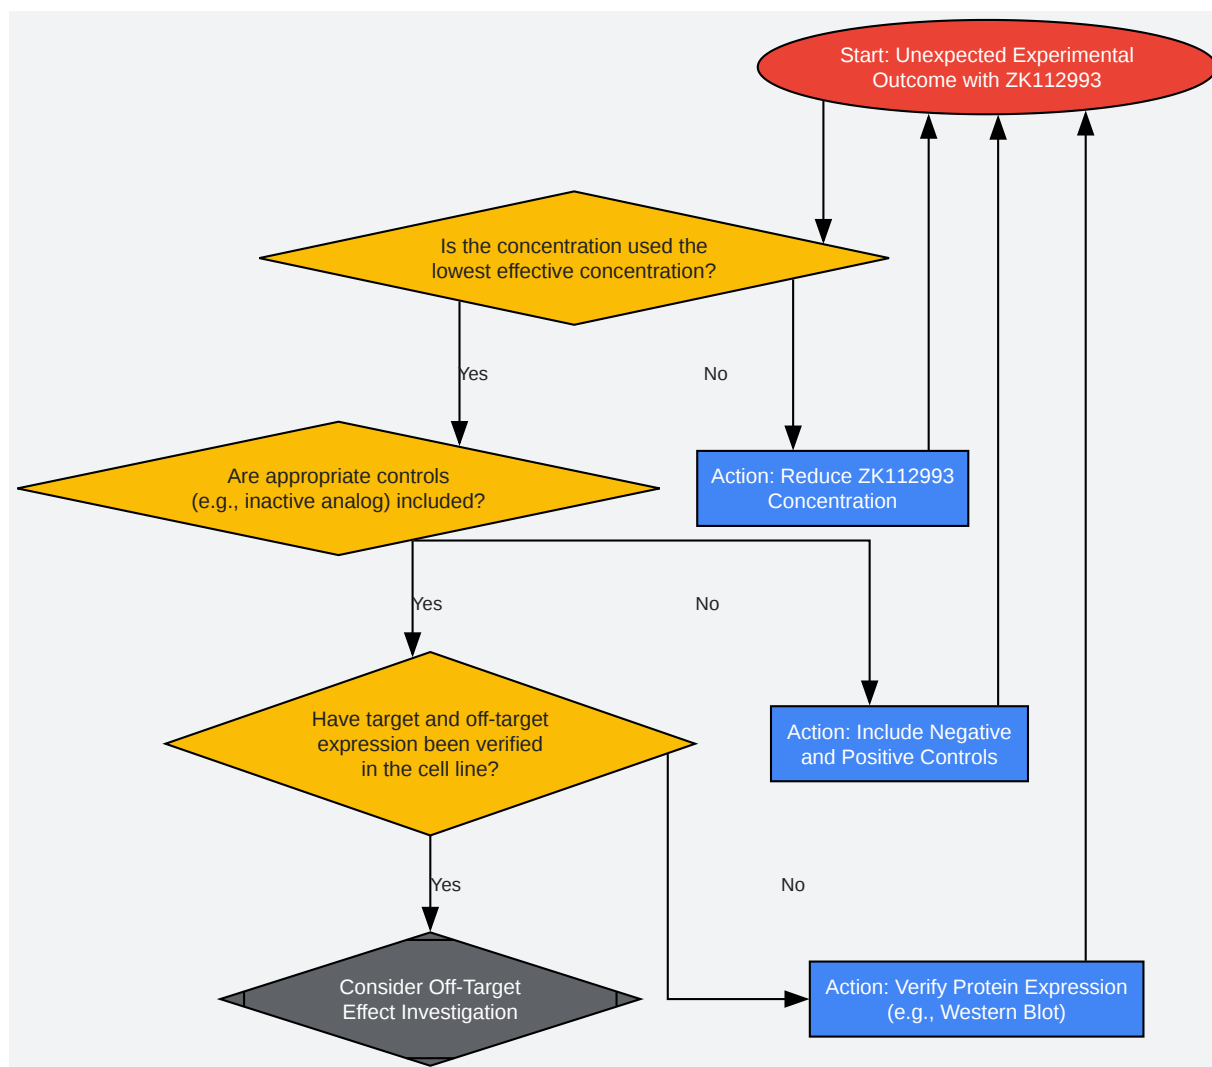 Start: Unexpected Experimental
Outcome with ZK112993
Is the concentration used the
lowest effective concentration?
Yes
No
Are appropriate controls
(e.g., inactive analog) included?
Action: Reduce ZK112993
Concentration
Yes
No
Have target and off-target
expression been verified
in the cell line?
Action: Include Negative
and Positive Controls
Yes
No
Consider Off-Target
Effect Investigation
Action: Verify Protein Expression
(e.g., Western Blot)